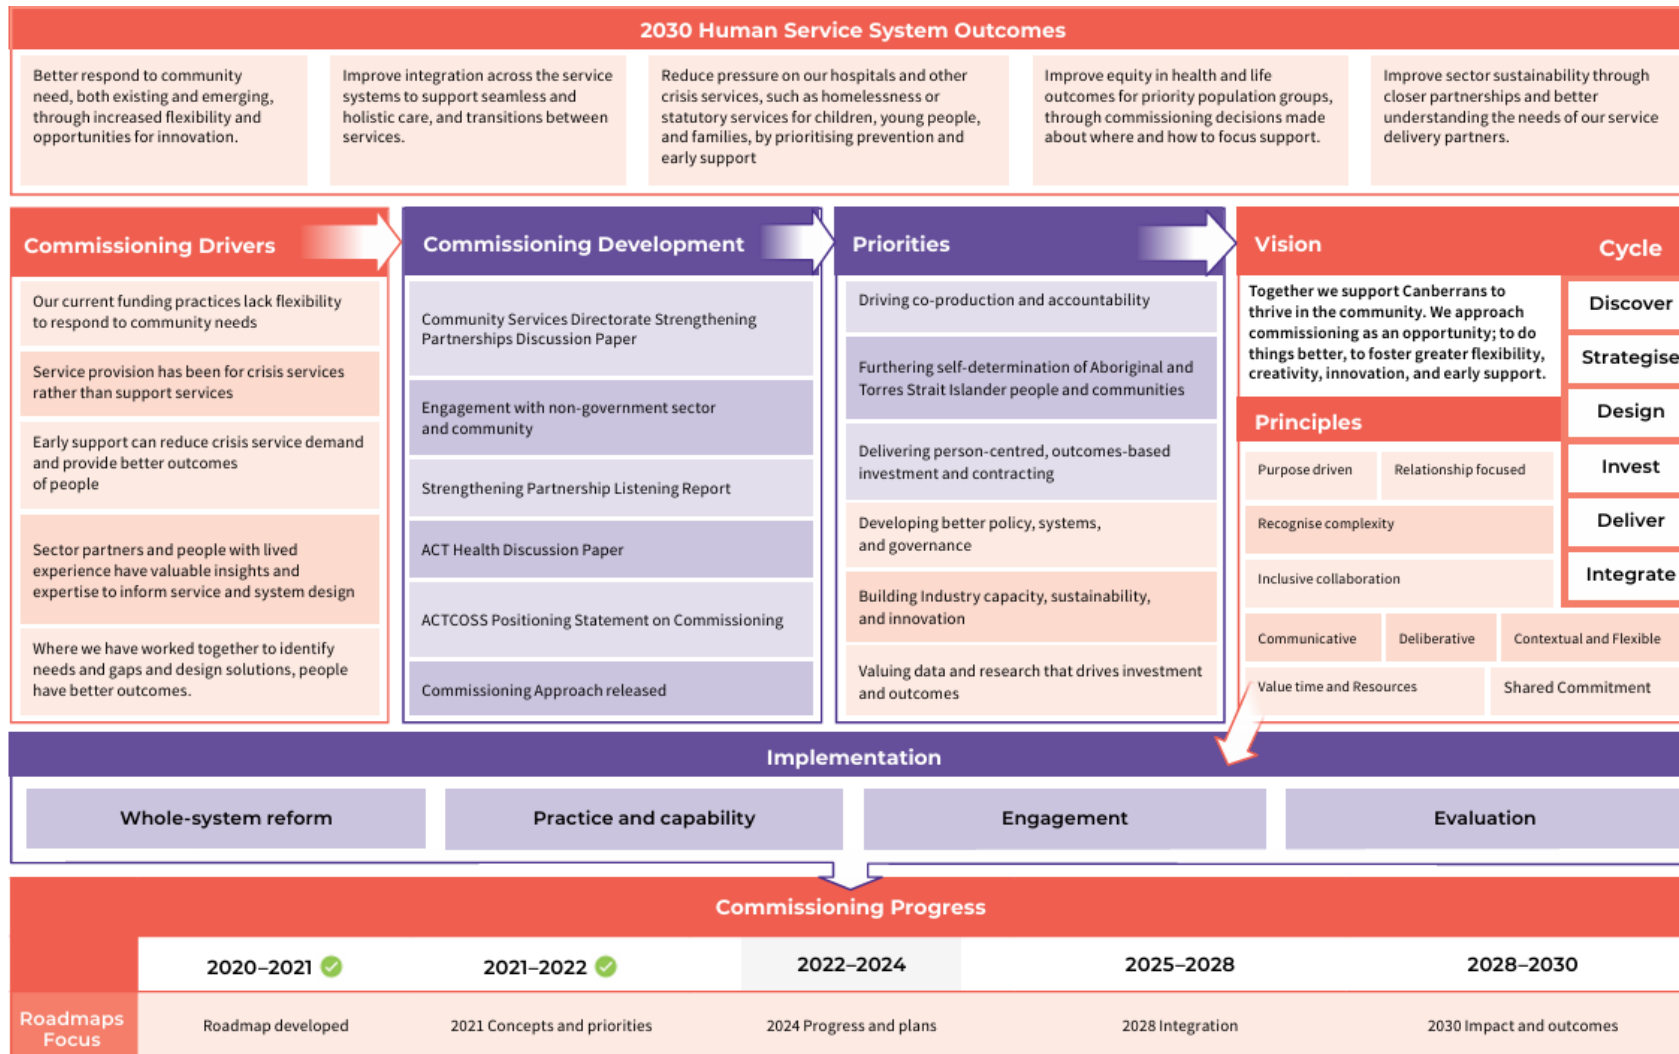 2030 Human Service System Outcomes
Better respond to community
need, both existing and emerging,
through increased flexibility and
opportunities for innovation.
Improve integration across the service
systems to support seamless and
holistic care, and transitions between
services.
Reduce pressure on our hospitals and other
crisis services, such as homelessness or
statutory services for children, young people,
and families, by prioritising prevention and
early support
Improve equity in health and life
outcomes for priority population groups,
through commissioning decisions made
about where and how to focus support.
Improve sector sustainability through
closer partnerships and better
understanding the needs of our service
delivery partners.
Commissioning Drivers
Our current funding practices lack flexibility
to respond to community needs
Service provision has been for crisis services
rather than support services
Early support can reduce crisis service demand
and provide better outcomes
of people
Sector partners and people with lived
experience have valuable insights and
expertise to inform service and system design
Where we have worked together to identify
needs and gaps and design solutions, people
have better outcomes.
Commissioning Development
Community Services Directorate Strengthening
Partnerships Discussion Paper
Engagement with non-government sector
and community
Strengthening Partnership Listening Report
ACT Health Discussion Paper
ACTCOSS Positioning Statement on Commissioning
Commissioning Approach released
Priorities
Driving co-production and accountability
Furthering self-determination of Aboriginal and
Torres Strait Islander people and communities
Delivering person-centred, outcomes-based
investment and contracting
Developing better policy, systems,
and governance
Building Industry capacity, sustainability,
and innovation
Valuing data and research that drives investment
and outcomes
Vision
Together we support Canberrans to
thrive in the community. We approach
commissioning as an opportunity; to do
things better, to foster greater flexibility,
creativity, innovation, and early support.
Principles
Purpose driven
Relationship focused
Recognise complexity
Inclusive collaboration
Communicative
Deliberative
Contextual and Flexible
Value time and Resources
Shared Commitment
Cycle
Discover
Strategise
Design
Invest
Deliver
Integrate
Implementation
Whole-system reform
Practice and capability
Engagement
Evaluation
Commissioning Progress
2020–2021
2021–2022
2022–2024
2025–2028
2028–2030
Roadmaps
Focus
Roadmap developed
2021 Concepts and priorities
2024 Progress and plans
2028 Integration
2030 Impact and outcomes